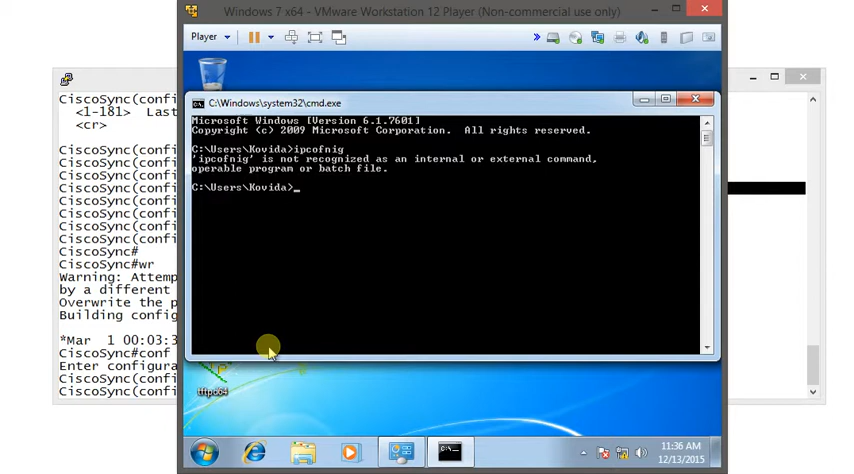 Windows 7 x64 - VMware Workstation 12 Player (Non-commercial use only)
Player
C:\Windows\system32\cmd.exe
Microsoft Windows [Version 6.1.7601]
Copyright (c) 2009 Microsoft Corporation.  All rights reserved.
C:\Users\Kovida>ipcofnig
'ipcofnig' is not recognized as an internal or external command,
operable program or batch file.
C:\Users\Kovida>_
CiscoSync(confi
<1-181>  Last
<cr>
CiscoSync(confi
CiscoSync(confi
CiscoSync(confi
CiscoSync(confi
CiscoSync(confi
CiscoSync(confi
CiscoSync(confi
CiscoSync#
CiscoSync#wr
Warning: Attemp
by a different
Overwrite the p
Building config
*Mar  1 00:03:3
CiscoSync#conf
Enter configura
CiscoSync(confi
CiscoSync(confi
tftpd64
11:36 AM
12/13/2015